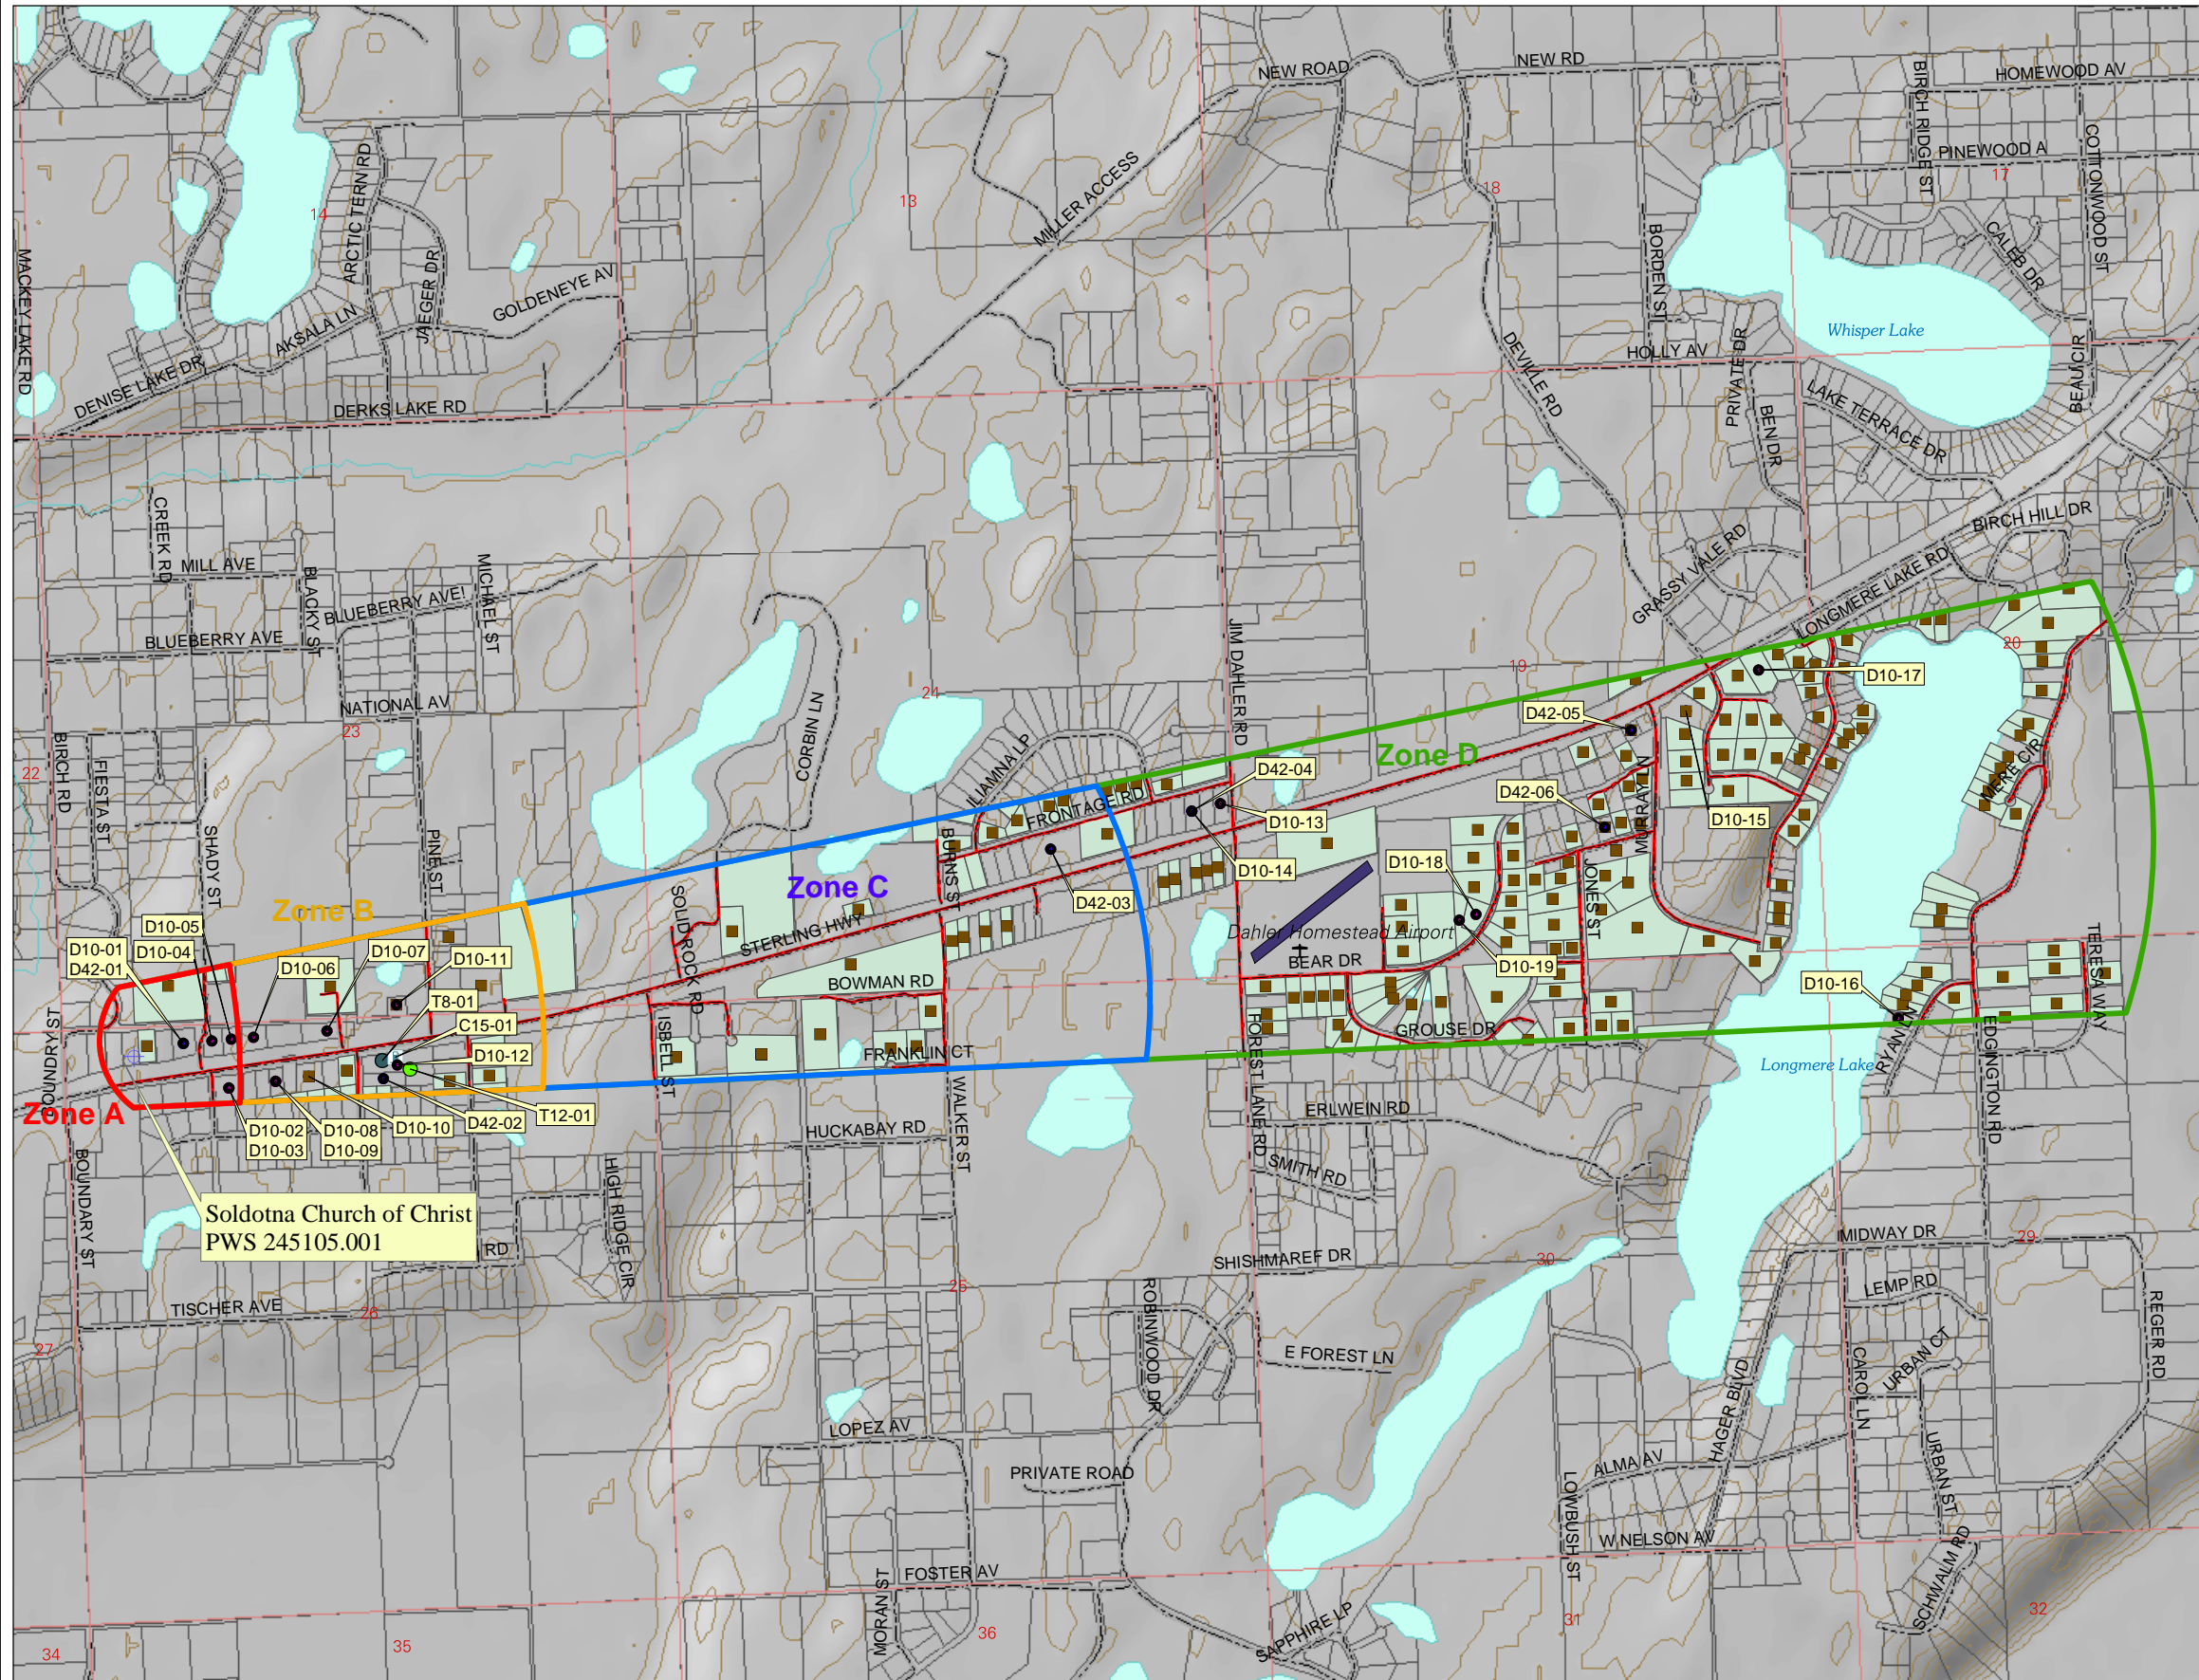 NEW ROAD
NEW RD
HOMEWOOD AV
BIRCH RIDGE ST
PINEWOOD A
COTTONWOOD ST
17
18
13
14
MACKEY LAKE RD
ARCTIC TERN RD
JAEGER DR
GOLDENEYE AV
MILLER ACCESS
AKSALA LN
DENISE LAKE DR
DERKS LAKE RD
BORDEN ST
CALEB DR
Whisper Lake
HOLLY AV
PRIVATE DR
BEN DR
DEVILLE RD
LAKE TERRACE DR
BEAU CIR
CREEK RD
MILL AVE
BLACKY ST
BLUEBERRY AVE
MICHAEL ST
BLUEBERRY AVE
NATIONAL AV
23
22
24
19
20
GRASSY VALE RD
BIRCH HILL DR
LONGMERE LAKE RD
JIM DAHLER RD
CORBIN LN
BIRCH RD
FIESTA ST
SHADY ST
PINE ST
ILIAMNA LP
FRONTAGE RD
BURNS ST
SOLID ROCK RD
STERLING HWY
BOWMAN RD
Zone A
Zone B
Zone C
Zone D
D10-17
D42-05
D42-04
D42-06
D10-13
D10-15
D10-14
D10-18
D42-03
D10-19
D10-16
MURRAY LN
JONES ST
MERE CIR
TERESA WAY
Dahler Homestead Airport
BEAR DR
GROUSE DR
FOREST LANE RD
RYAN LN
EDGINGTON RD
Longmere Lake
D10-05
D10-01
D42-01
D10-04
D10-06
D10-07
D10-11
T8-01
C15-01
D10-12
T12-01
D42-02
D10-10
D10-08
D10-09
D10-02
D10-03
Soldotna Church of Christ
PWS 245105.001
ISBELL ST
FRANKLIN CT
HUCKABAY RD
WALKER ST
ERLWEIN RD
SMITH RD
BOUNDARY ST
HIGH RIDGE CIR
RD
TISCHER AVE
26
27
25
SHISHMAREF DR
30
ROBINWOOD DR
E FOREST LN
MIDWAY DR
29
LEMP RD
REGER RD
URBAN CT
CAROL LN
URBAN ST
HAGER BLVD
ALMA AV
LOWBUSH ST
W NELSON AV
SCHWALM RD
LOPEZ AV
PRIVATE ROAD
FOSTER AV
MORAN ST
SAPPHIRE LP
34
35
36
31
32